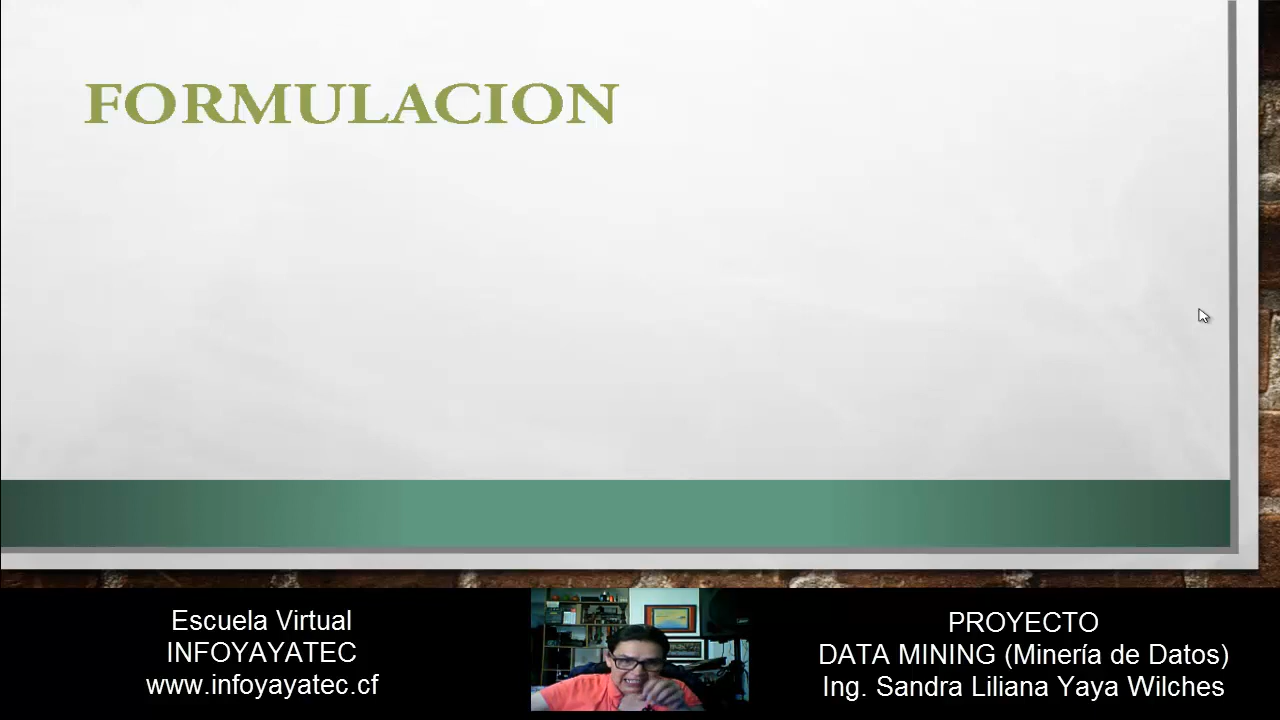 FORMULACION
Escuela Virtual
INFOYAYATEC
www.infoyayatec.cf
PROYECTO
DATA MINING (Minería de Datos)
Ing. Sandra Liliana Yaya Wilches